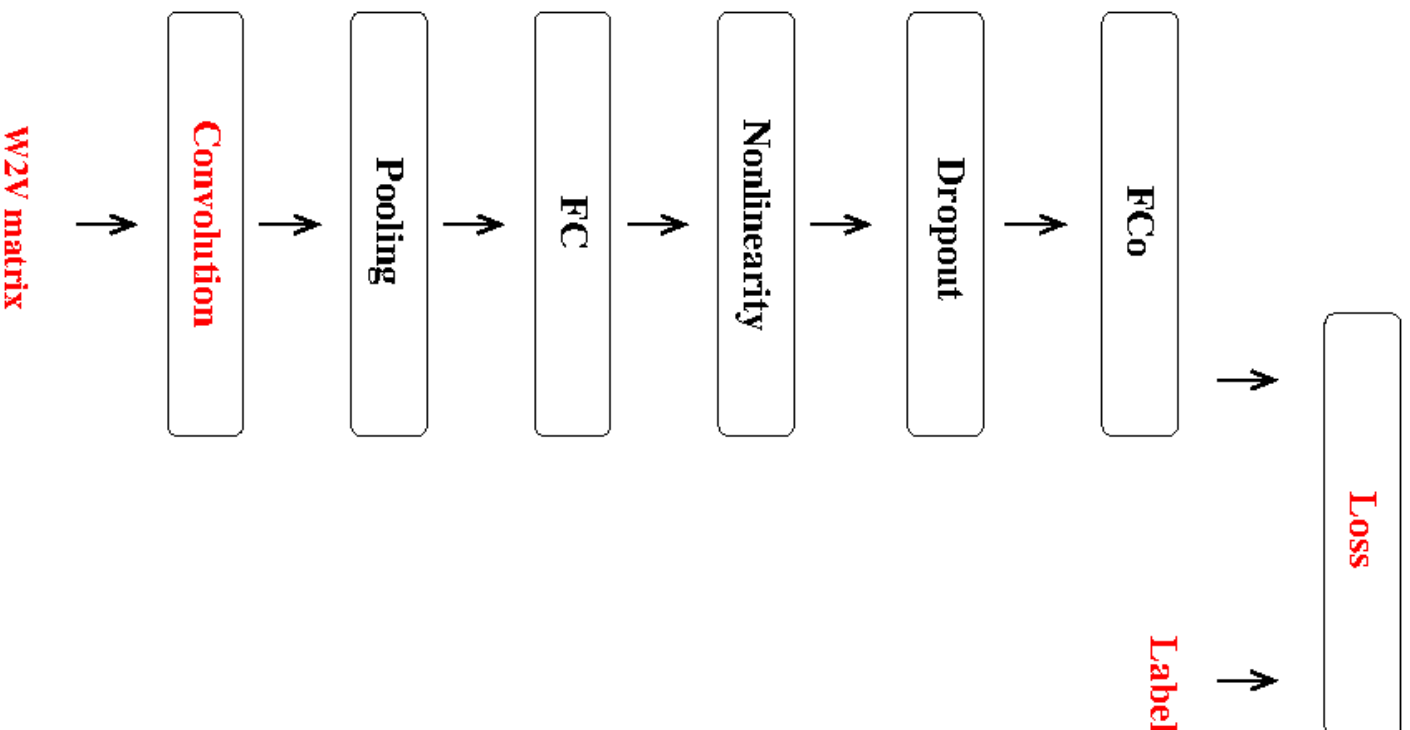 W2V matrix
Convolution
Pooling
FC
Nonlinearity
Dropout
FCo
Label
Loss